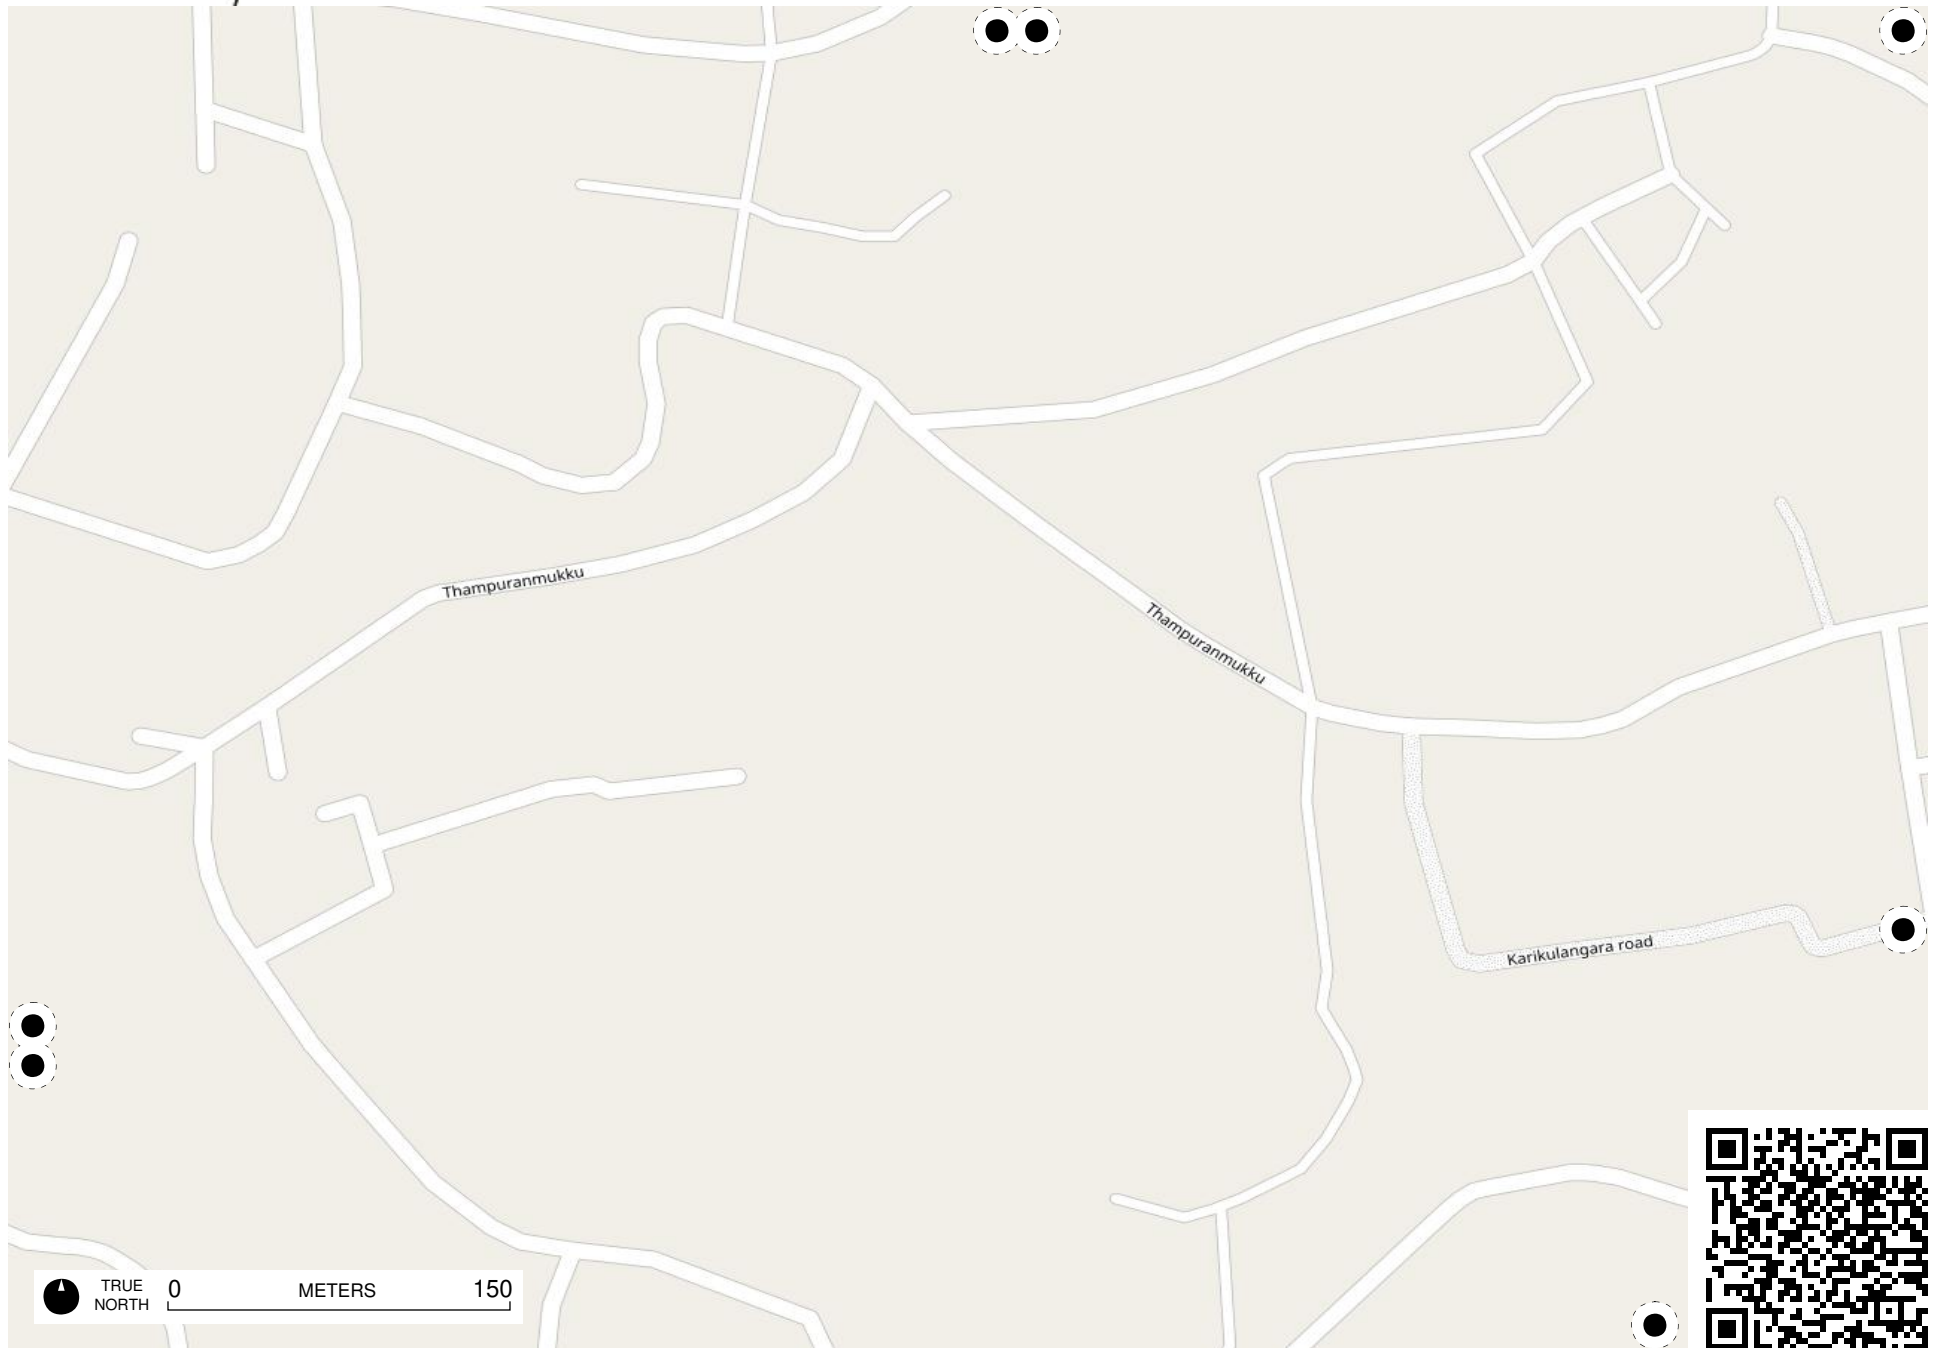 Thampuranmukku
Thampuranmukku
Karikulangara road
TRUE
NORTH
0 METERS 150